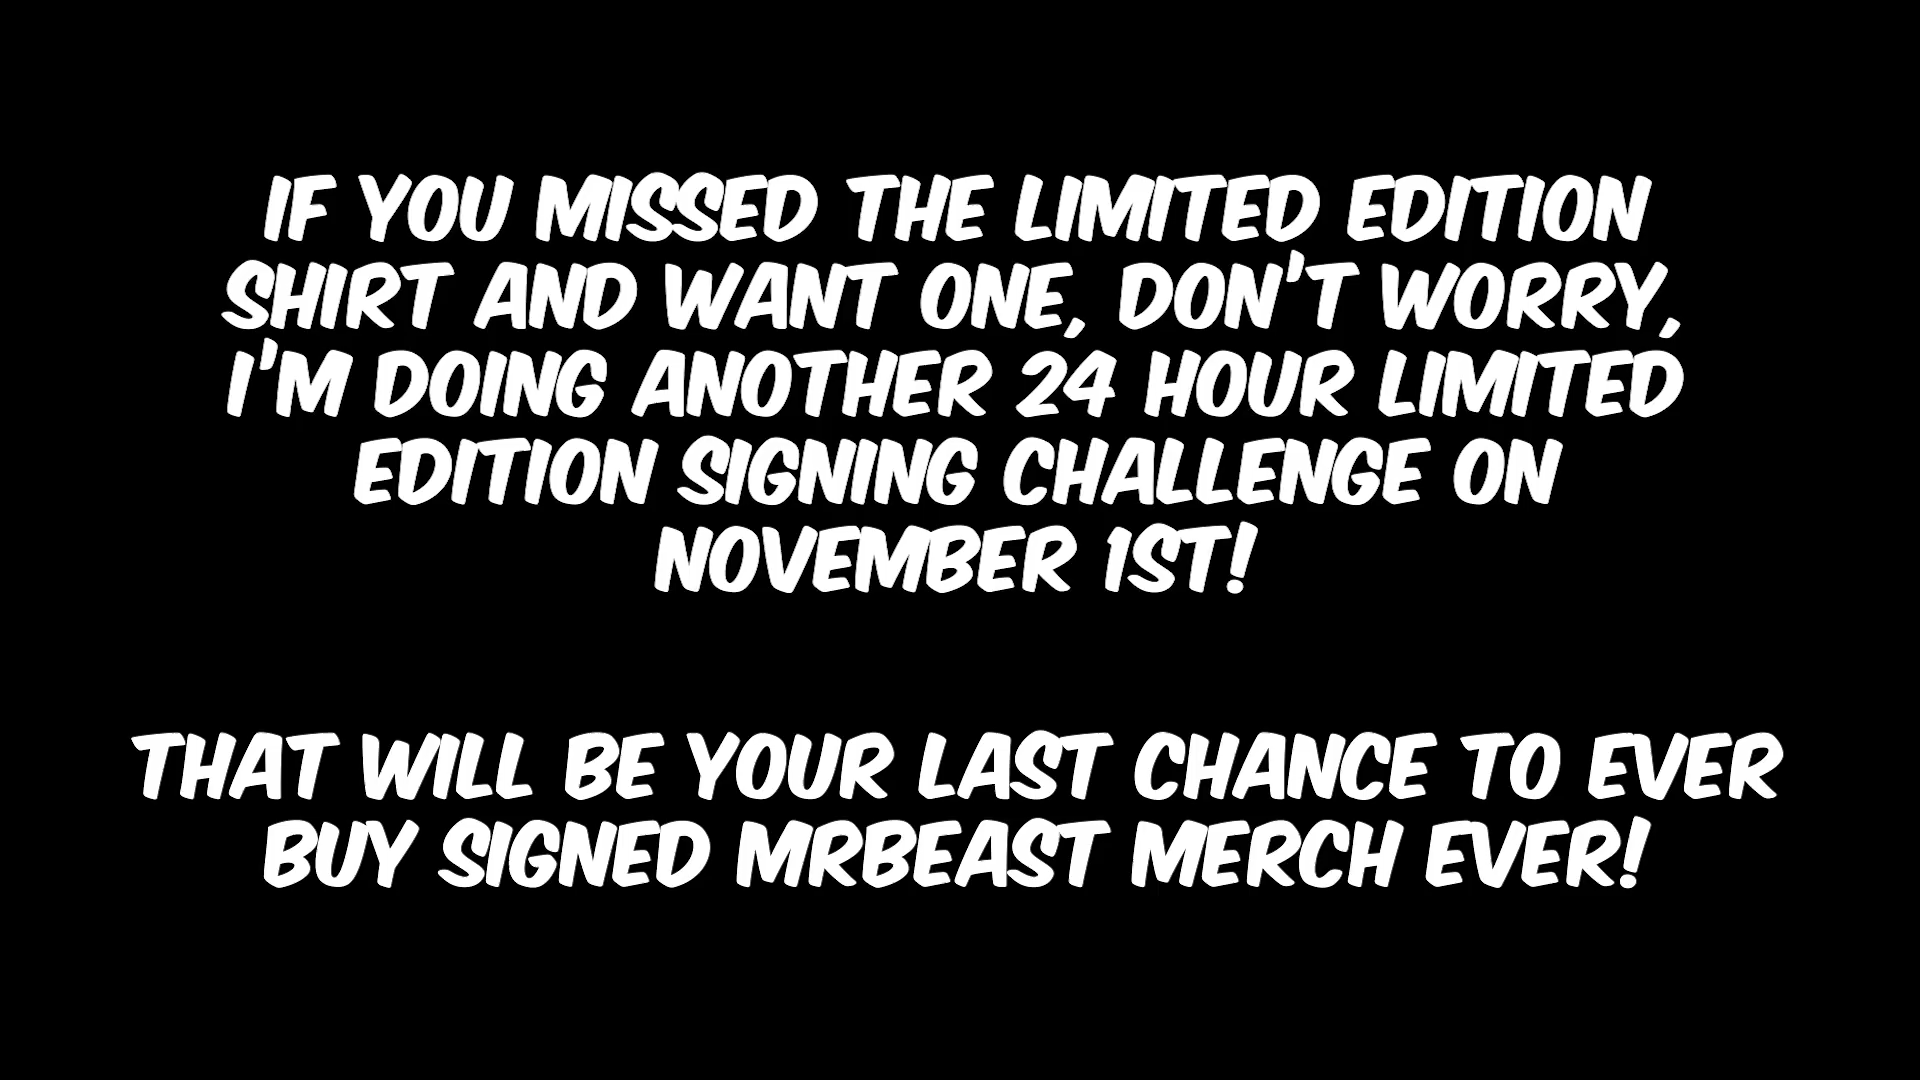 IF YOU MISSED THE LIMITED EDITION
SHIRT AND WANT ONE, DON'T WORRY,
I'M DOING ANOTHER 24 HOUR LIMITED
EDITION SIGNING CHALLENGE ON
NOVEMBER 1ST!
THAT WILL BE YOUR LAST CHANCE TO EVER
BUY SIGNED MRBEAST MERCH EVER!